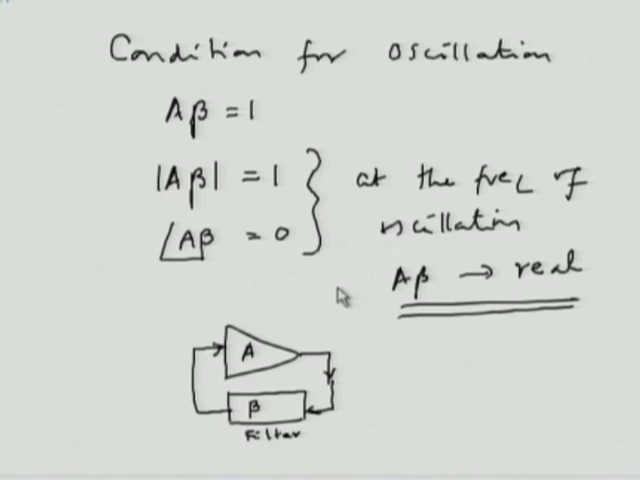 Condition for oscillation
Aβ = 1
|Aβ| = 1 } at the freq of
∠Aβ = 0 oscillation
Aβ → real
A
β
Filter